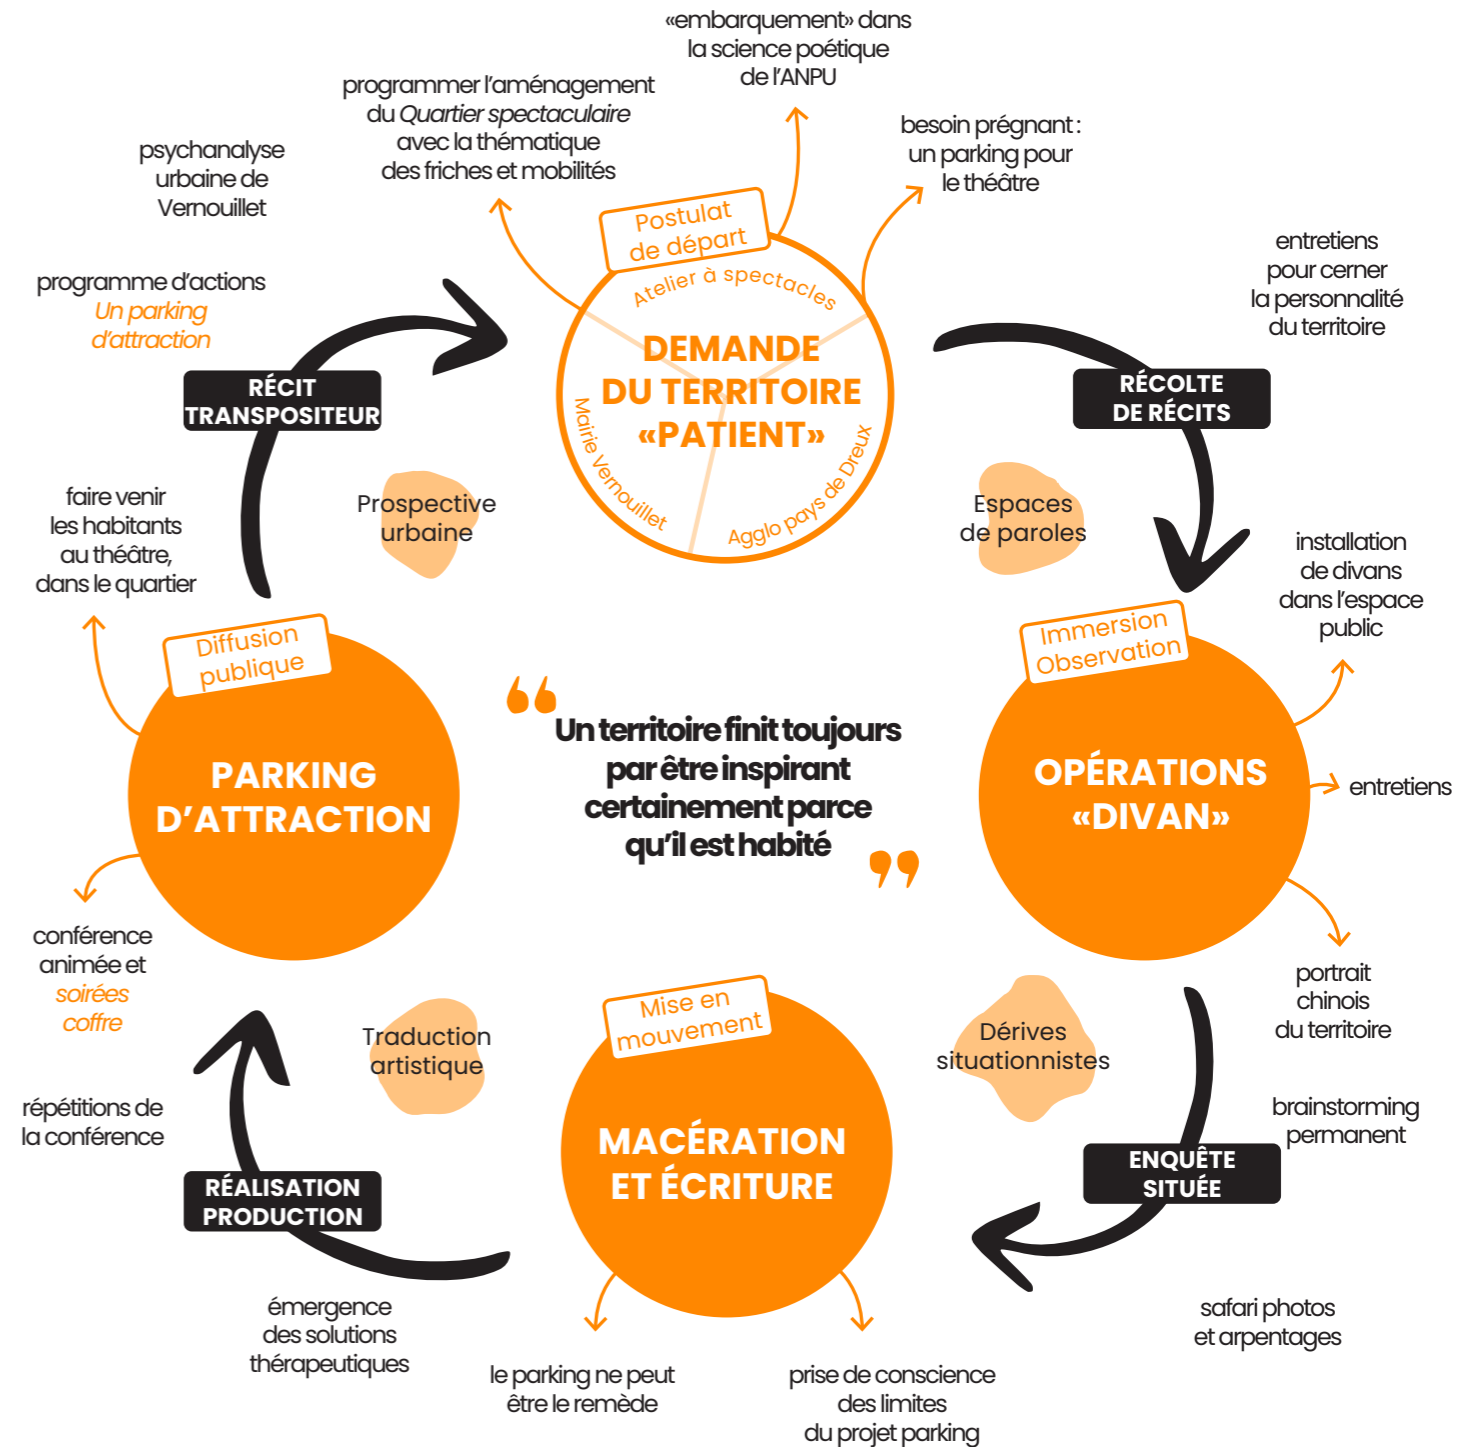 «embarquement» dans
la science poétique
de l'ANPU
programmer l'aménagement
du Quartier spectaculaire
avec la thématique
des friches et mobilités
besoin prégnant :
un parking pour
le théâtre
psychanalyse
urbaine de
Vernouillet
Postulat
de départ
Atelier à spectacles
Mairie Vernouillet
Agglo pays de Dreux
DEMANDE
DU TERRITOIRE
«PATIENT»
entretiens
pour cerner
la personnalité
du territoire
programme d'actions
Un parking
d'attraction
RÉCIT
TRANSPOSITEUR
RÉCOLTE
DE RÉCITS
Prospective
urbaine
Espaces
de paroles
faire venir
les habitants
au théâtre,
dans le quartier
installation
de divans
dans l'espace
public
Diffusion
publique
PARKING
D'ATTRACTION
“
Un territoire finit toujours
par être inspirant
certainement parce
qu'il est habité
”
Immersion
Observation
OPÉRATIONS
«DIVAN»
entretiens
conférence
animée et
soirées
coffre
portrait
chinois
du territoire
Traduction
artistique
Mise en
mouvement
MACÉRATION
ET ÉCRITURE
Dérives
situationnistes
répétitions de
la conférence
brainstorming
permanent
RÉALISATION
PRODUCTION
ENQUÊTE
SITUÉE
émergence
des solutions
thérapeutiques
le parking ne peut
être le remède
prise de conscience
des limites
du projet parking
safari photos
et arpentages